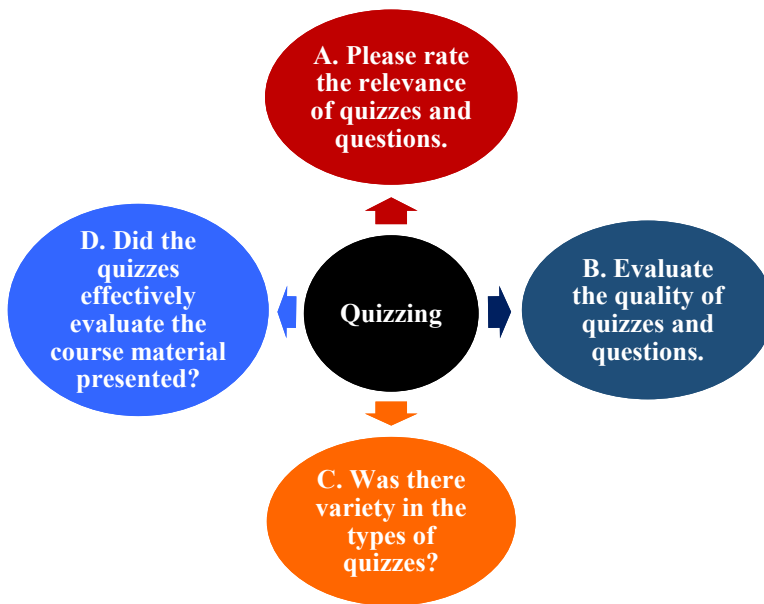 A. Please rate
the relevance
of quizzes and
questions.
D. Did the
quizzes
effectively
evaluate the
course material
presented?
Quizzing
B. Evaluate
the quality of
quizzes and
questions.
C. Was there
variety in the
types of
quizzes?